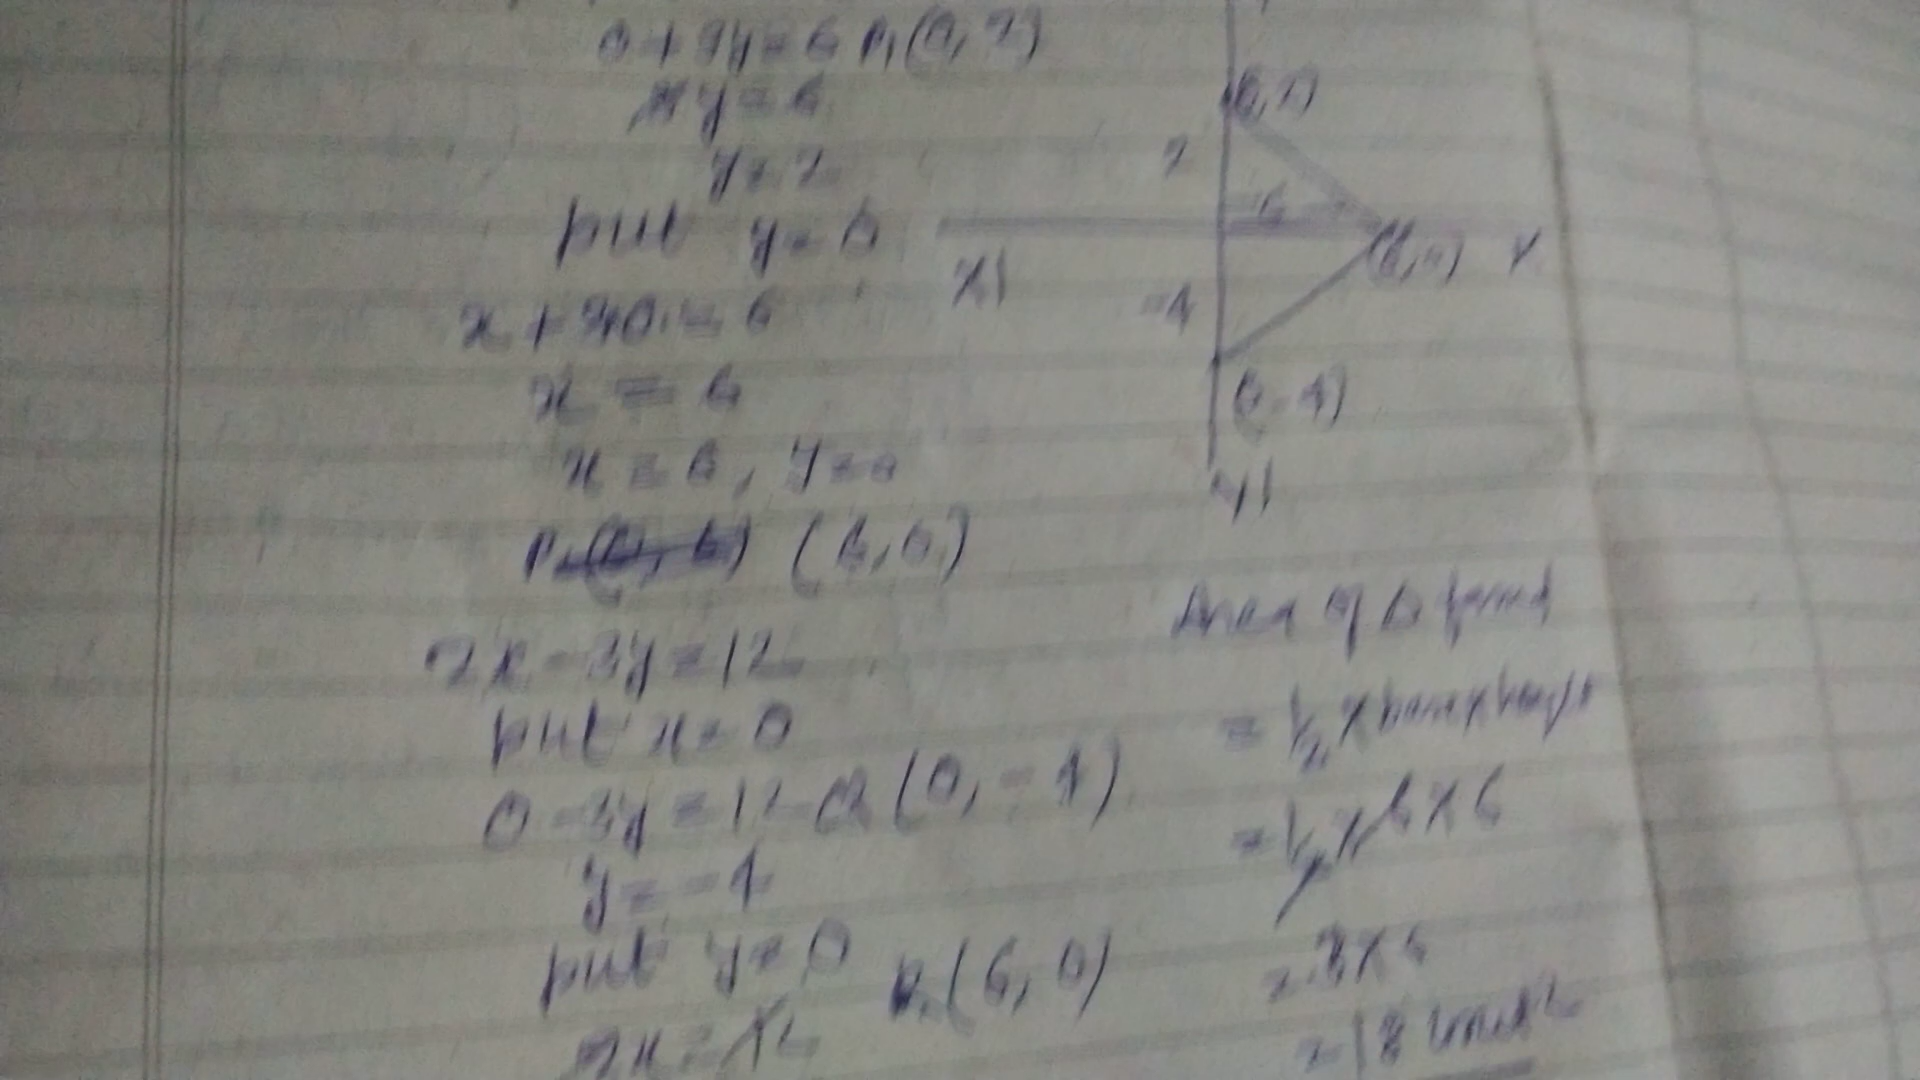 0 + 3y = 6 P, (0, 2)
y = 6
y = 2
put y = 0
x + 3×0 = 6
x = 6
x = 6, y = 0
(6, 0)
2x - 3y = 12
put x = 0
0 - 3y = 12 Q (0, -4)
y = -4
put y = 0 R (6, 0)
2x = 12
(0, 2)
2
6
(6, 0) X
X'
-4
(0, -4)
Y'
Area of Δ formed
= 1/2 × base × height
= 1/2 × 6 × 6
= 3 × 6
= 18 unit2